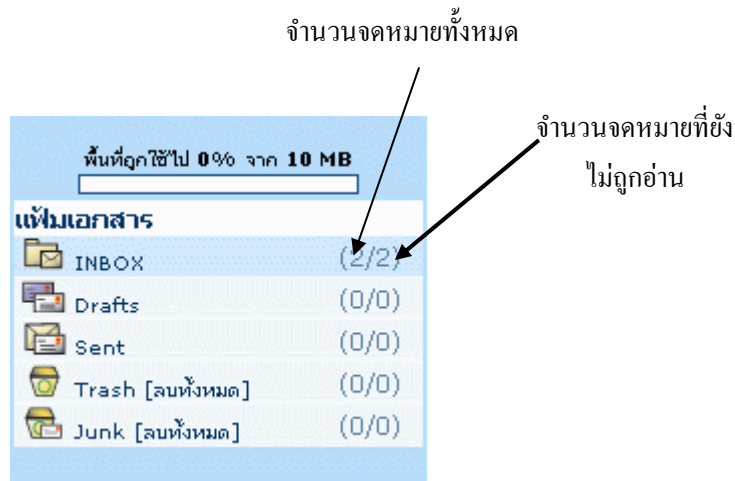 จำนวนจดหมายทั้งหมด
จำนวนจดหมายที่ยัง
ไม่ถูกอ่าน
พื้นที่ถูกใช้ไป 0% จาก 10 MB
แฟ้มเอกสาร
INBOX (2/2)
Drafts (0/0)
Sent (0/0)
Trash [ลบทั้งหมด] (0/0)
Junk [ลบทั้งหมด] (0/0)